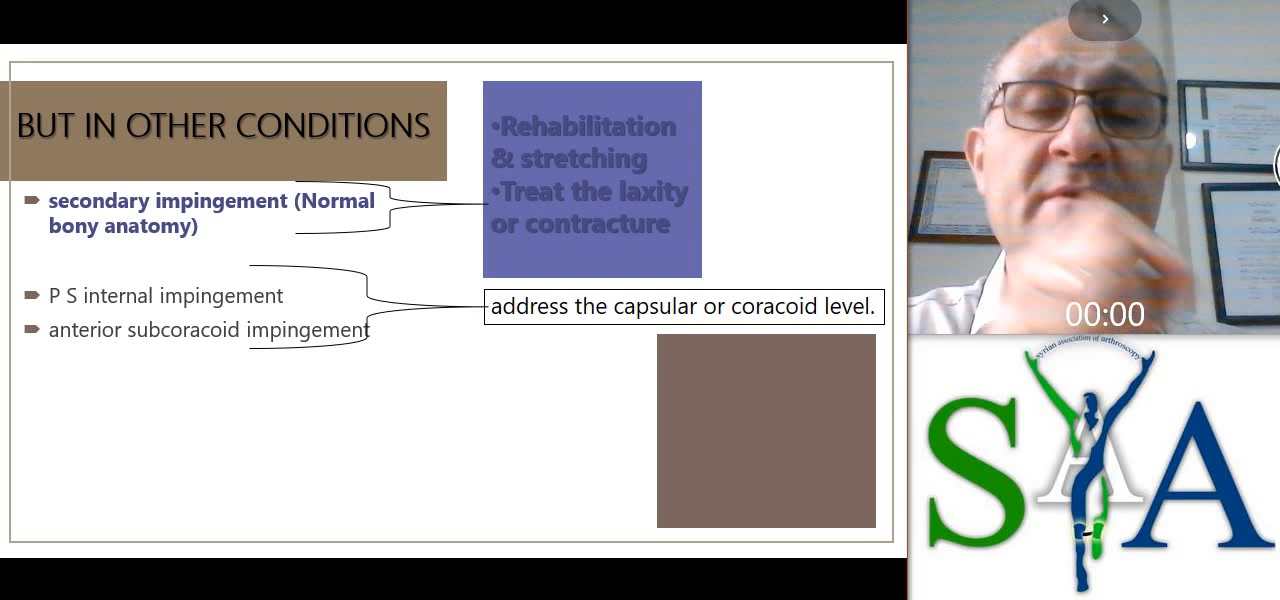 BUT IN OTHER CONDITIONS
secondary impingement (Normal
bony anatomy)
P S internal impingement
anterior subcoracoid impingement
•Rehabilitation
& stretching
•Treat the laxity
or contracture
address the capsular or coracoid level.
00:00
syrian association of arthroscopy
SAA